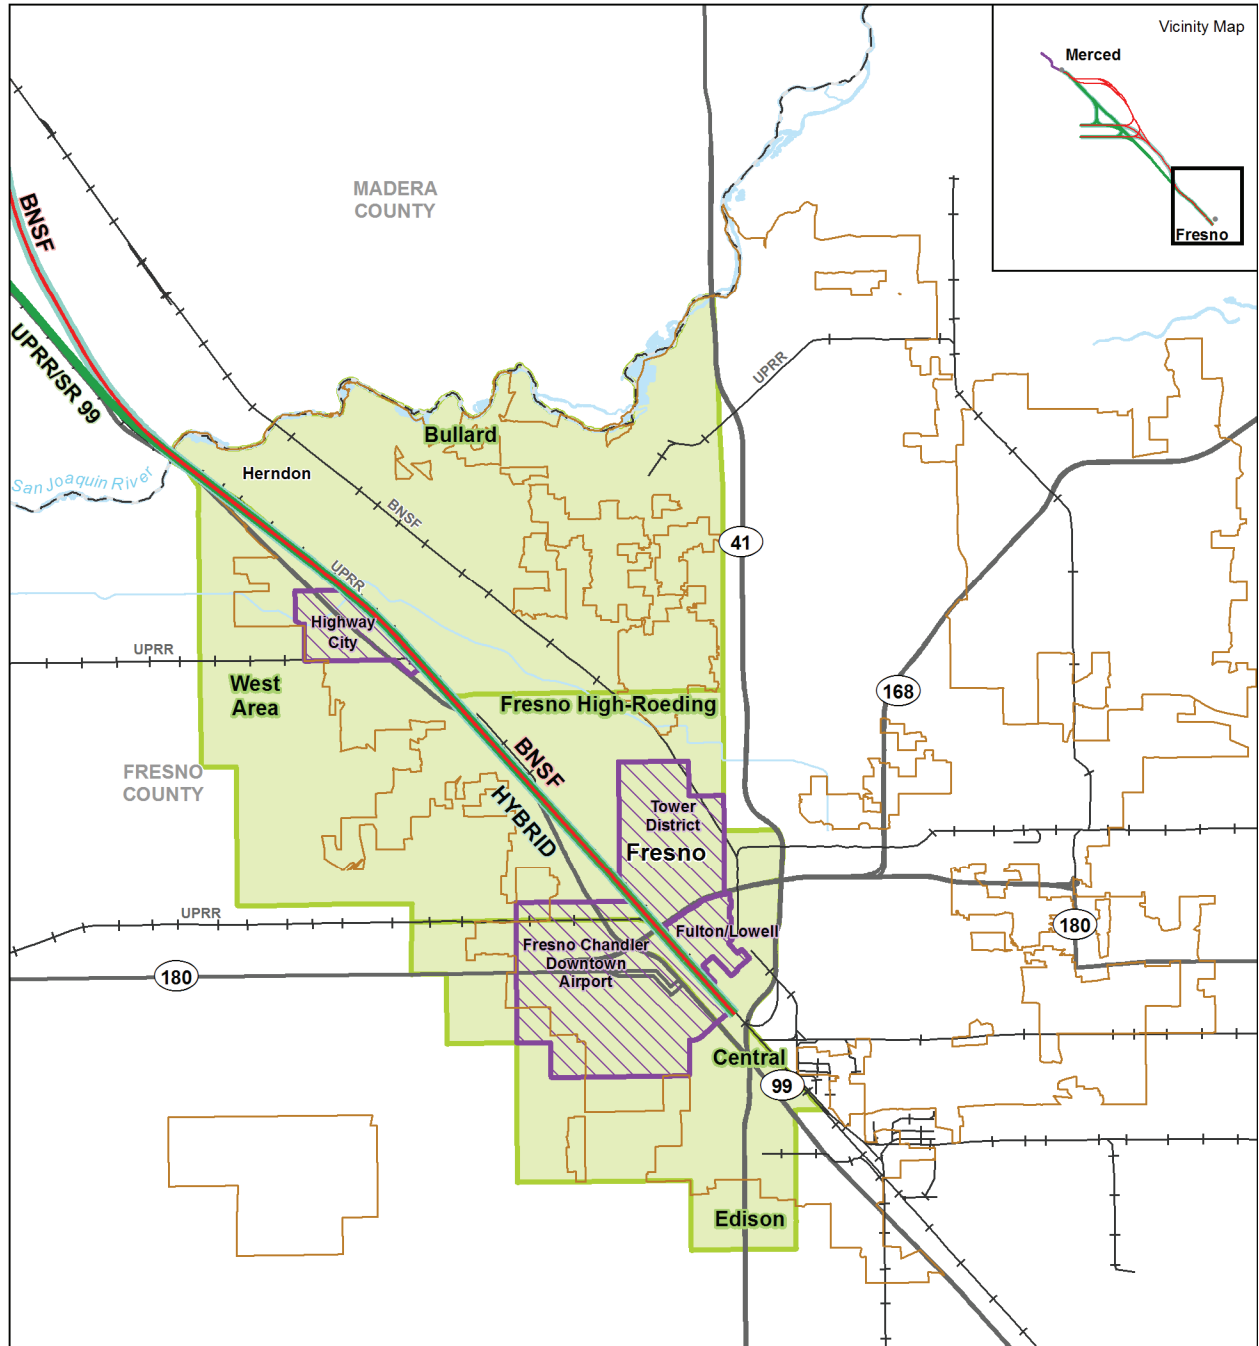 Vicinity Map
Merced
Fresno
MADERA
COUNTY
BNSF
UPRR/SR 99
UPRR
Bullard
Herndon
San Joaquin River
BNSF
41
UPRR
Highway
City
UPRR
West
Area
Fresno High-Roeding
168
BNSF
HYBRID
FRESNO
COUNTY
Tower
District
Fresno
UPRR
Fulton/Lowell
180
Fresno Chandler
Downtown
Airport
180
Central
99
Edison